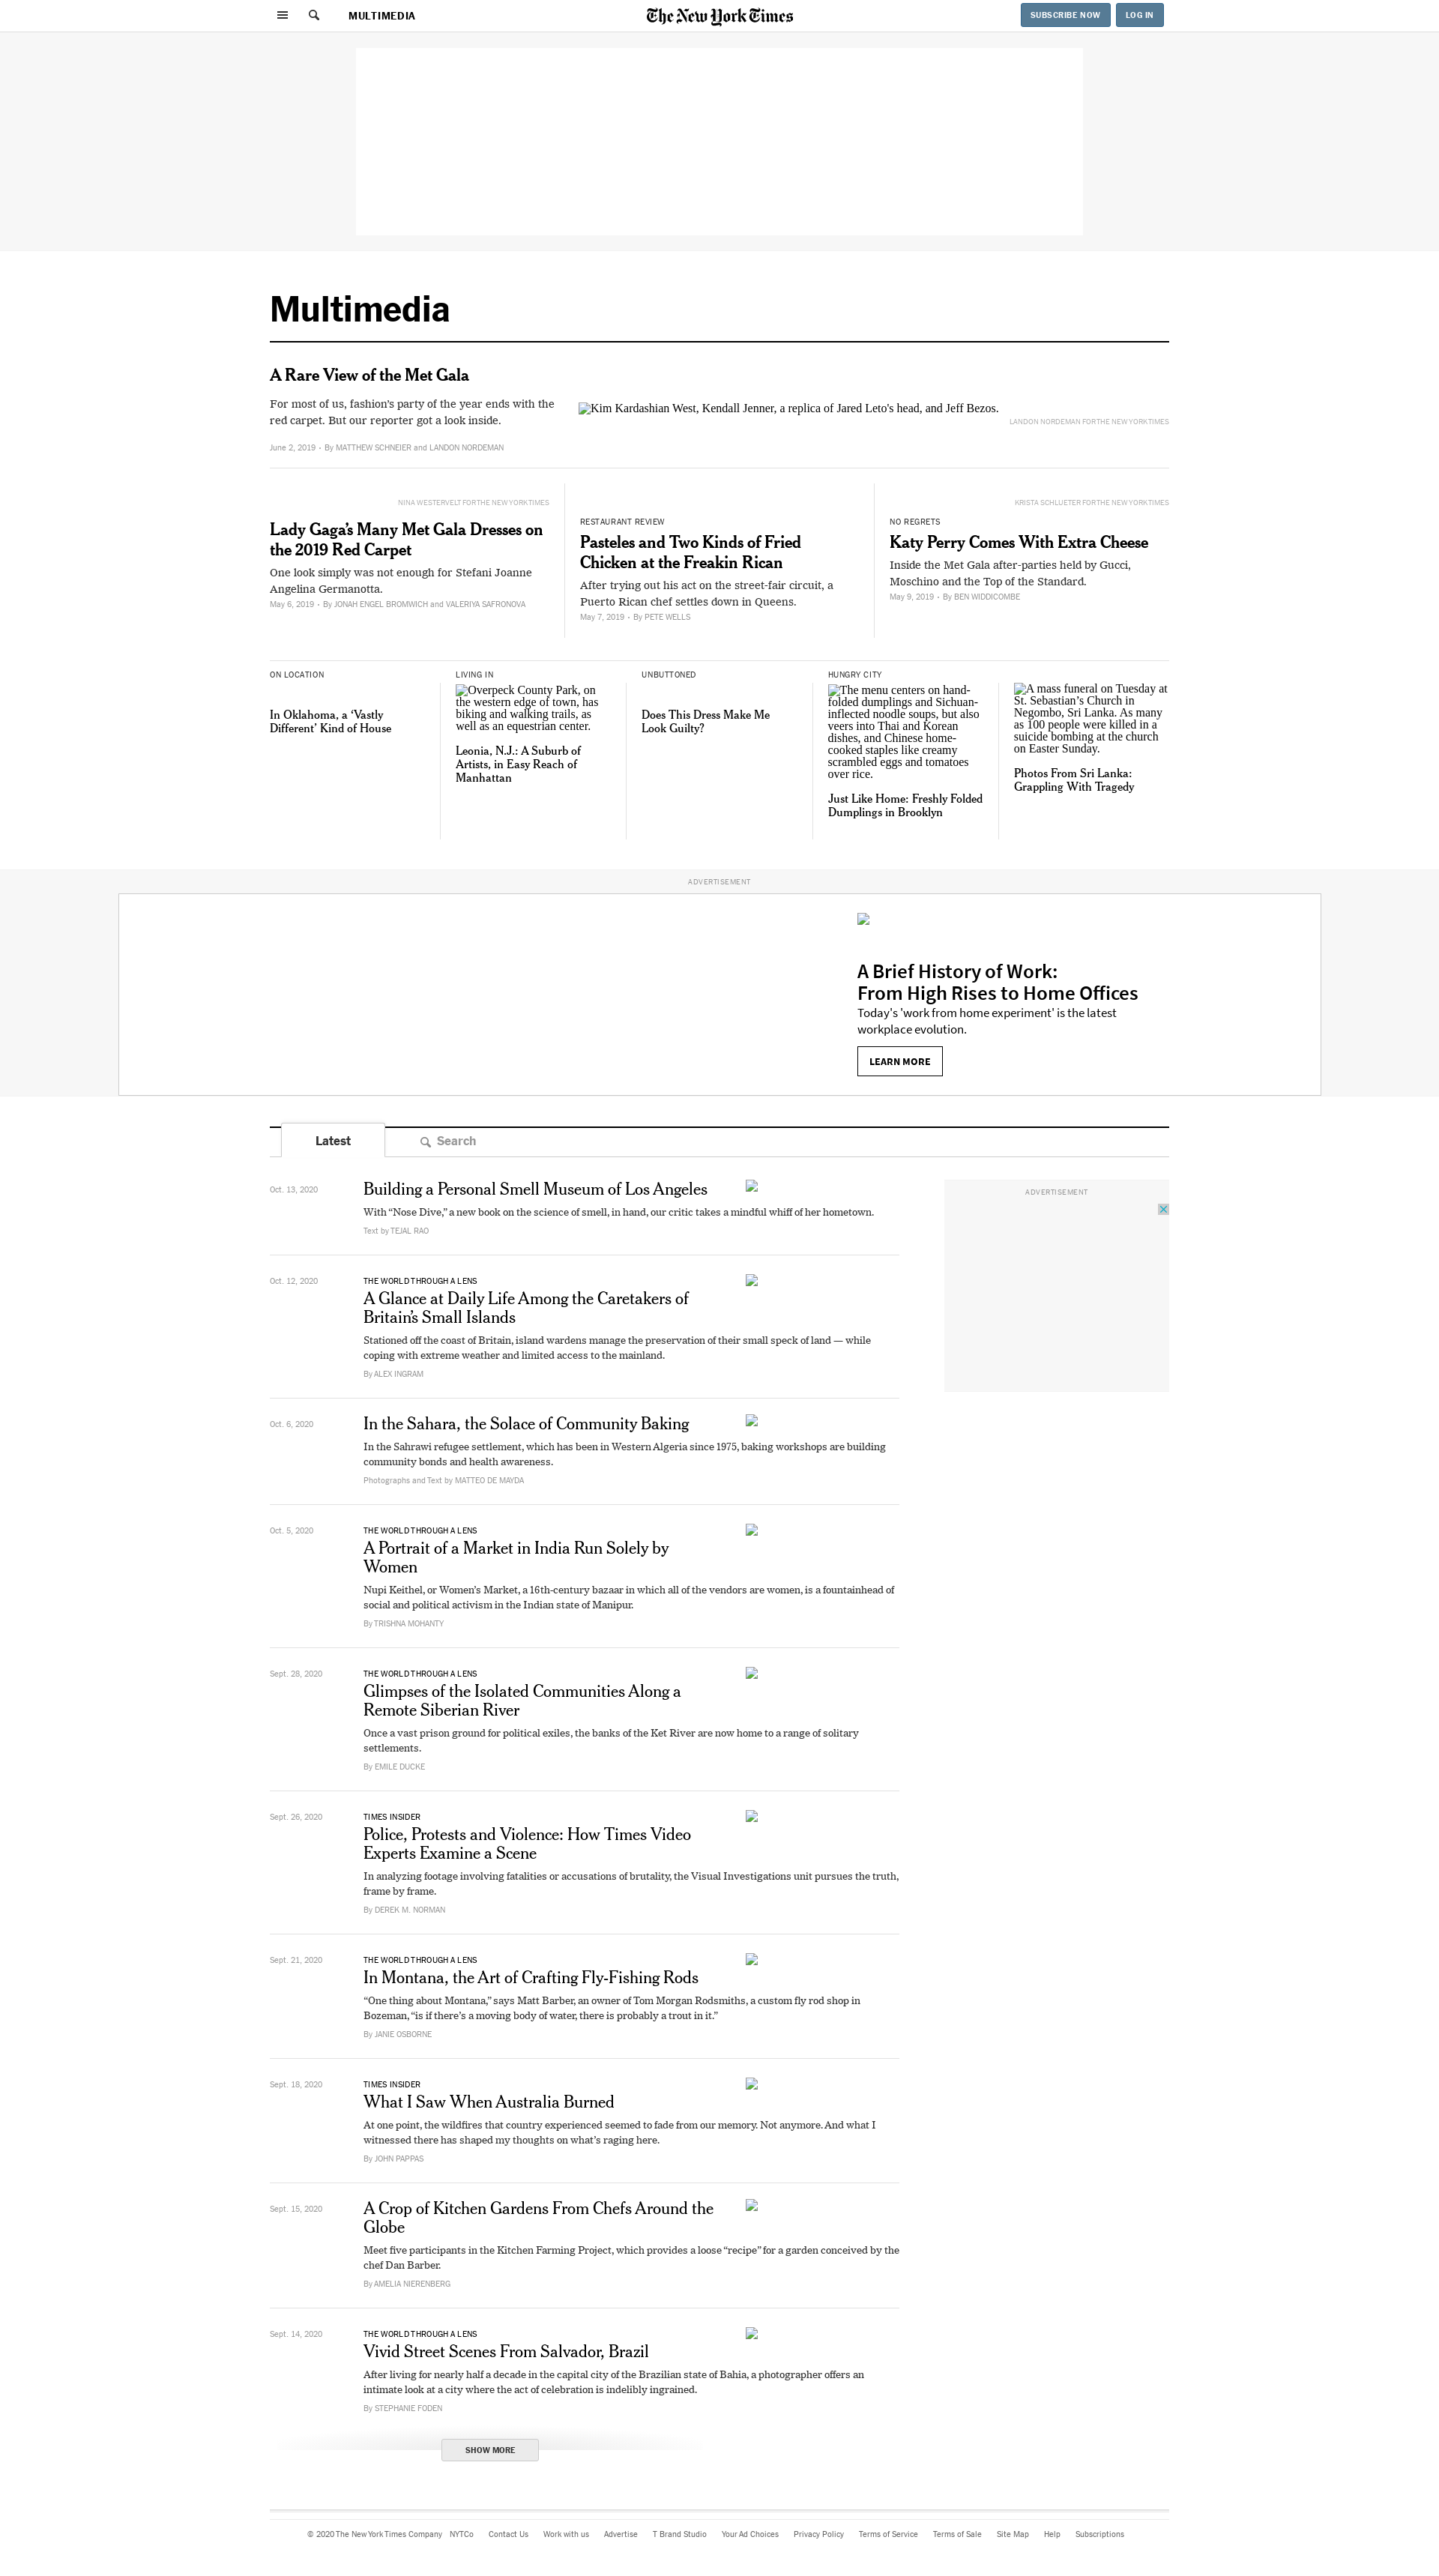 MULTIMEDIA
The New York Times
SUBSCRIBE NOW
LOG IN
Multimedia
A Rare View of the Met Gala
For most of us, fashion's party of the year ends with the
red carpet. But our reporter got a look inside.
June 2, 2019 • By MATTHEW SCHNEIER and LANDON NORDEMAN
Kim Kardashian West, Kendall Jenner, a replica of Jared Leto's head, and Jeff Bezos.
LANDON NORDEMAN FOR THE NEW YORK TIMES
NINA WESTERVELT FOR THE NEW YORK TIMES
Lady Gaga’s Many Met Gala Dresses on
the 2019 Red Carpet
One look simply was not enough for Stefani Joanne
Angelina Germanotta.
May 6, 2019 • By JONAH ENGEL BROMWICH and VALERIYA SAFRONOVA
RESTAURANT REVIEW
Pasteles and Two Kinds of Fried
Chicken at the Freakin Rican
After trying out his act on the street-fair circuit, a
Puerto Rican chef settles down in Queens.
May 7, 2019 • By PETE WELLS
KRISTA SCHLUETER FOR THE NEW YORK TIMES
NO REGRETS
Katy Perry Comes With Extra Cheese
Inside the Met Gala after-parties held by Gucci,
Moschino and the Top of the Standard.
May 9, 2019 • By BEN WIDDICOMBE
ON LOCATION
In Oklahoma, a ‘Vastly
Different’ Kind of House
LIVING IN
Overpeck County Park, on
the western edge of town, has
biking and walking trails, as
well as an equestrian center.
Leonia, N.J.: A Suburb of
Artists, in Easy Reach of
Manhattan
UNBUTTONED
Does This Dress Make Me
Look Guilty?
HUNGRY CITY
The menu centers on hand-
folded dumplings and Sichuan-
inflected noodle soups, but also
veers into Thai and Korean
dishes, and Chinese home-
cooked staples like creamy
scrambled eggs and tomatoes
over rice.
Just Like Home: Freshly Folded
Dumplings in Brooklyn
A mass funeral on Tuesday at
St. Sebastian’s Church in
Negombo, Sri Lanka. As many
as 100 people were killed in a
suicide bombing at the church
on Easter Sunday.
Photos From Sri Lanka:
Grappling With Tragedy
ADVERTISEMENT
A Brief History of Work:
From High Rises to Home Offices
Today's 'work from home experiment' is the latest
workplace evolution.
LEARN MORE
Latest
Search
ADVERTISEMENT
Oct. 13, 2020
Building a Personal Smell Museum of Los Angeles
With “Nose Dive,” a new book on the science of smell, in hand, our critic takes a mindful whiff of her hometown.
Text by TEJAL RAO
Oct. 12, 2020
THE WORLD THROUGH A LENS
A Glance at Daily Life Among the Caretakers of
Britain’s Small Islands
Stationed off the coast of Britain, island wardens manage the preservation of their small speck of land — while
coping with extreme weather and limited access to the mainland.
By ALEX INGRAM
Oct. 6, 2020
In the Sahara, the Solace of Community Baking
In the Sahrawi refugee settlement, which has been in Western Algeria since 1975, baking workshops are building
community bonds and health awareness.
Photographs and Text by MATTEO DE MAYDA
Oct. 5, 2020
THE WORLD THROUGH A LENS
A Portrait of a Market in India Run Solely by
Women
Nupi Keithel, or Women’s Market, a 16th-century bazaar in which all of the vendors are women, is a fountainhead of
social and political activism in the Indian state of Manipur.
By TRISHNA MOHANTY
Sept. 28, 2020
THE WORLD THROUGH A LENS
Glimpses of the Isolated Communities Along a
Remote Siberian River
Once a vast prison ground for political exiles, the banks of the Ket River are now home to a range of solitary
settlements.
By EMILE DUCKE
Sept. 26, 2020
TIMES INSIDER
Police, Protests and Violence: How Times Video
Experts Examine a Scene
In analyzing footage involving fatalities or accusations of brutality, the Visual Investigations unit pursues the truth,
frame by frame.
By DEREK M. NORMAN
Sept. 21, 2020
THE WORLD THROUGH A LENS
In Montana, the Art of Crafting Fly-Fishing Rods
“One thing about Montana,” says Matt Barber, an owner of Tom Morgan Rodsmiths, a custom fly rod shop in
Bozeman, “is if there’s a moving body of water, there is probably a trout in it.”
By JANIE OSBORNE
Sept. 18, 2020
TIMES INSIDER
What I Saw When Australia Burned
At one point, the wildfires that country experienced seemed to fade from our memory. Not anymore. And what I
witnessed there has shaped my thoughts on what’s raging here.
By JOHN PAPPAS
Sept. 15, 2020
A Crop of Kitchen Gardens From Chefs Around the
Globe
Meet five participants in the Kitchen Farming Project, which provides a loose “recipe” for a garden conceived by the
chef Dan Barber.
By AMELIA NIERENBERG
Sept. 14, 2020
THE WORLD THROUGH A LENS
Vivid Street Scenes From Salvador, Brazil
After living for nearly half a decade in the capital city of the Brazilian state of Bahia, a photographer offers an
intimate look at a city where the act of celebration is indelibly ingrained.
By STEPHANIE FODEN
SHOW MORE
© 2020 The New York Times Company NYTCo Contact Us Work with us Advertise T Brand Studio Your Ad Choices Privacy Policy Terms of Service Terms of Sale Site Map Help Subscriptions